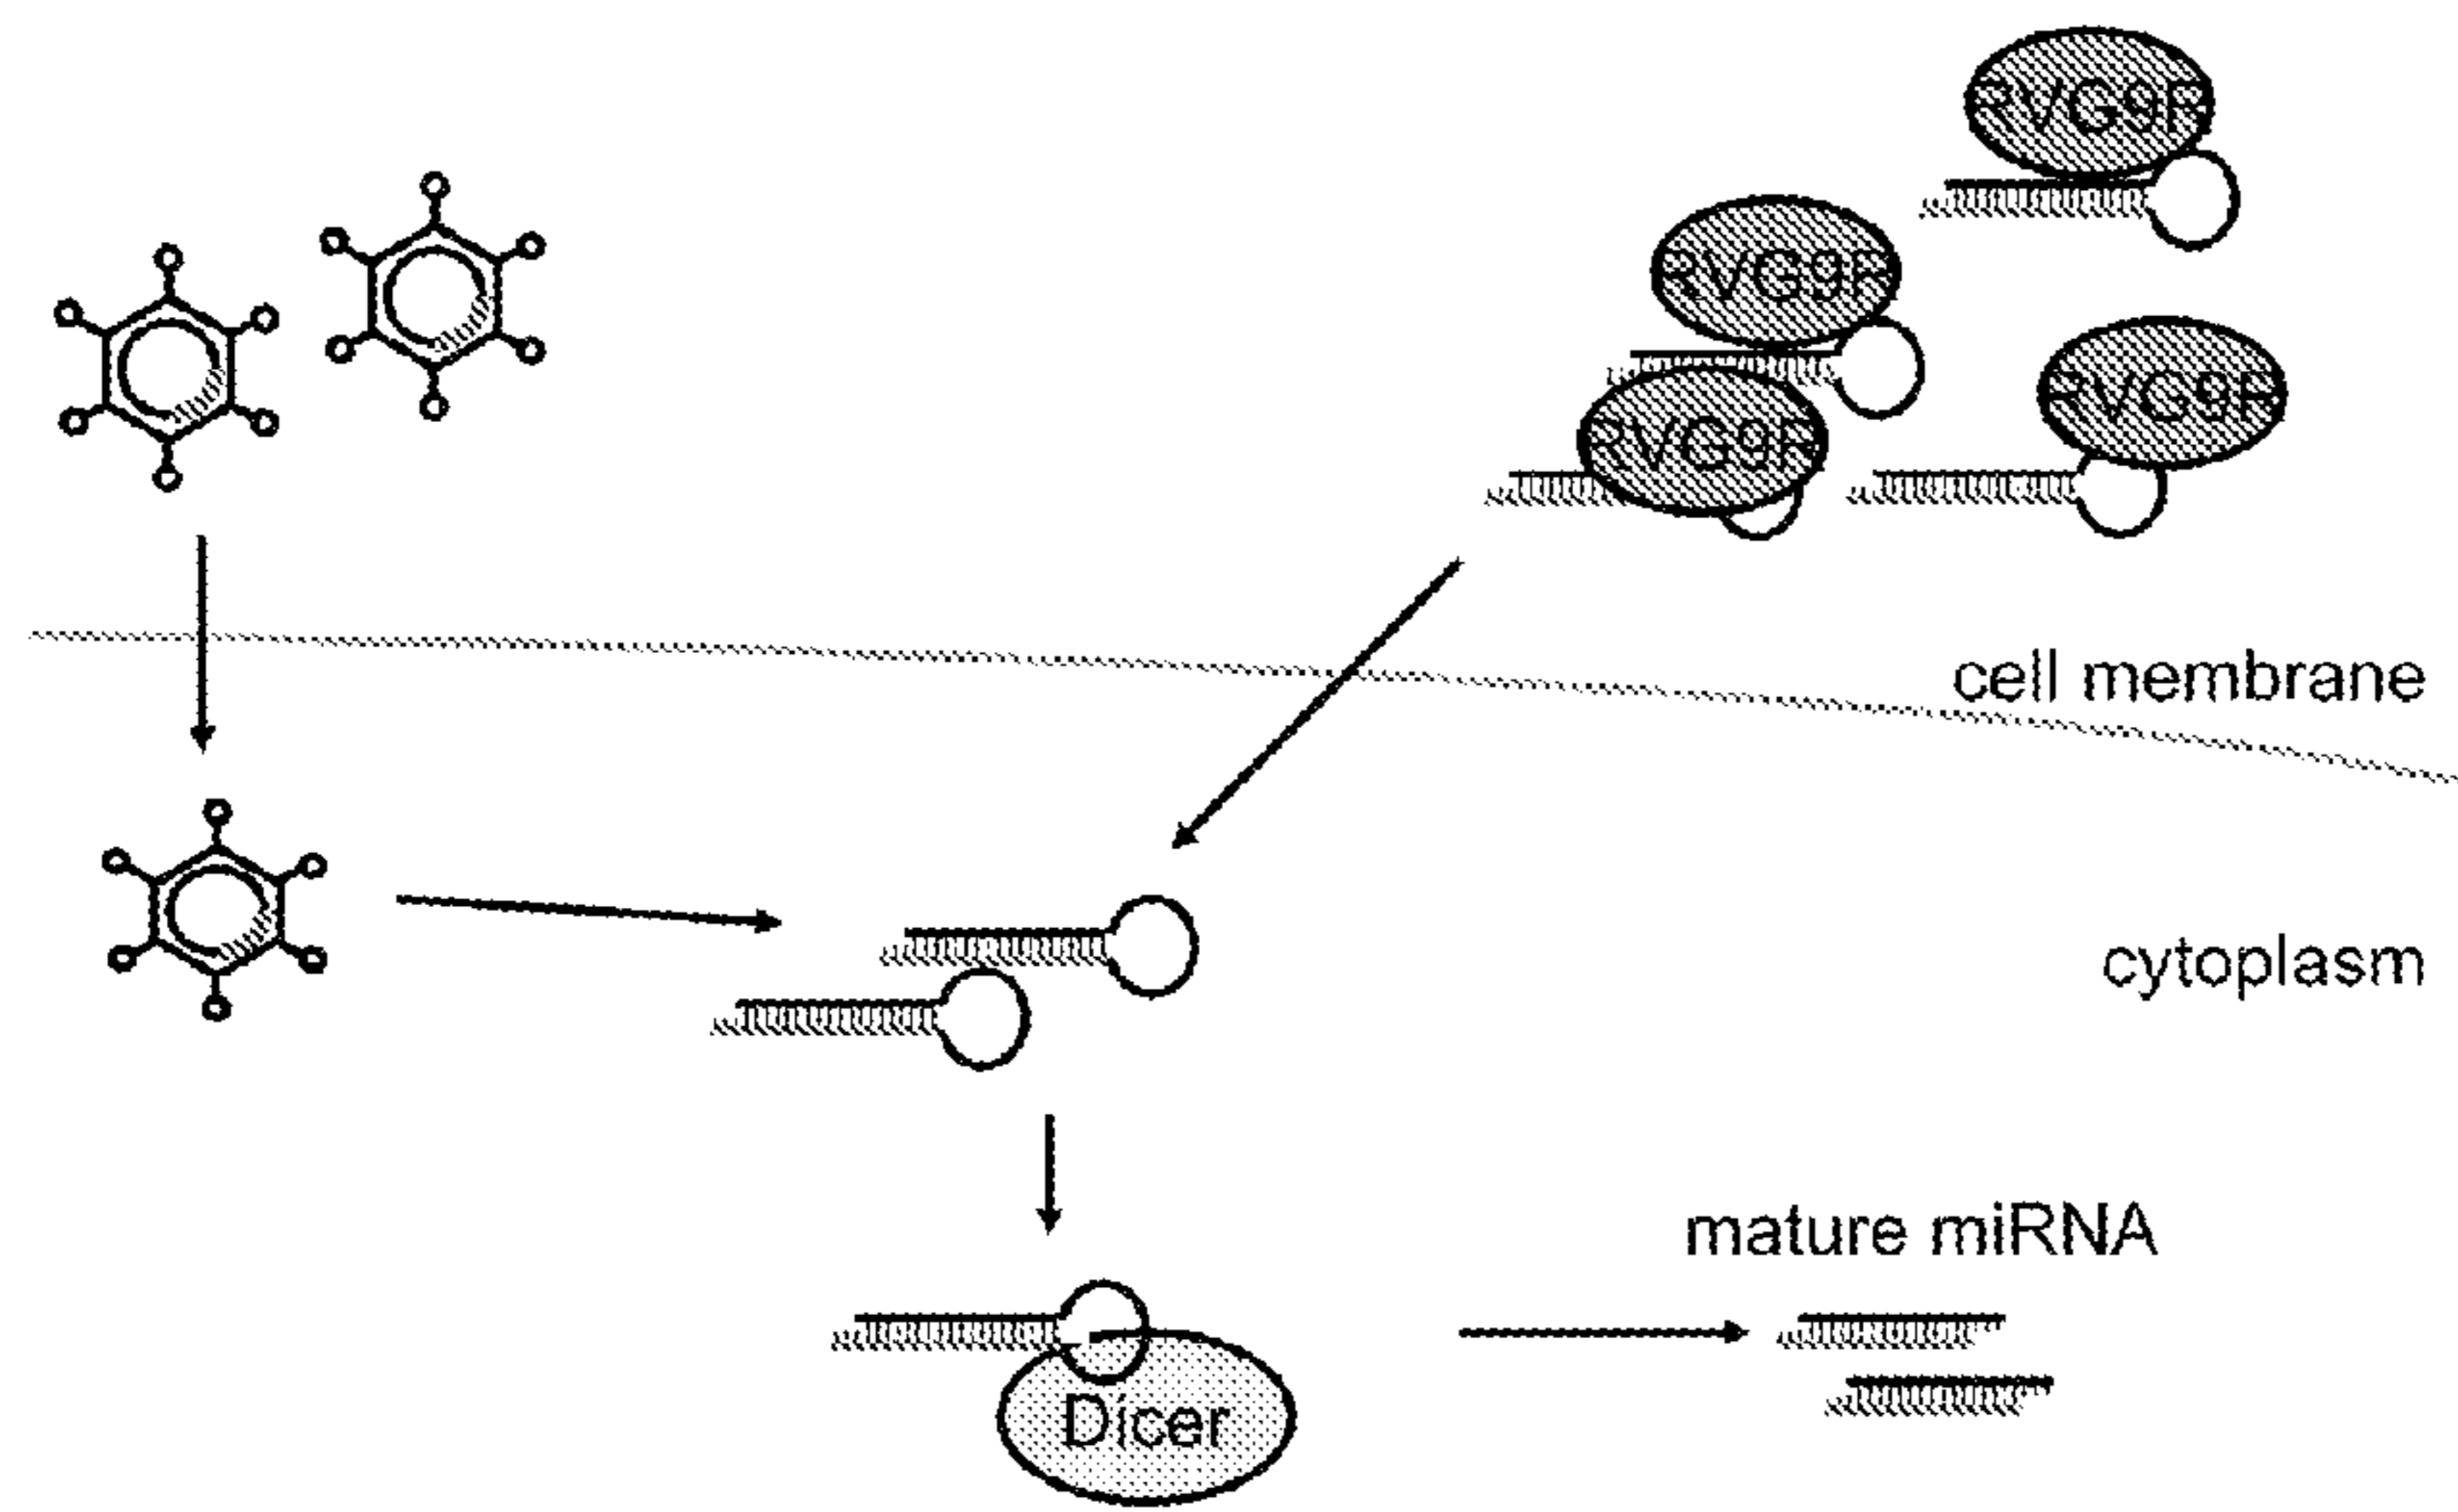 RVG9R
RVG9R
RVG9R
RVG9R
cell membrane
cytoplasm
mature miRNA
Dicer